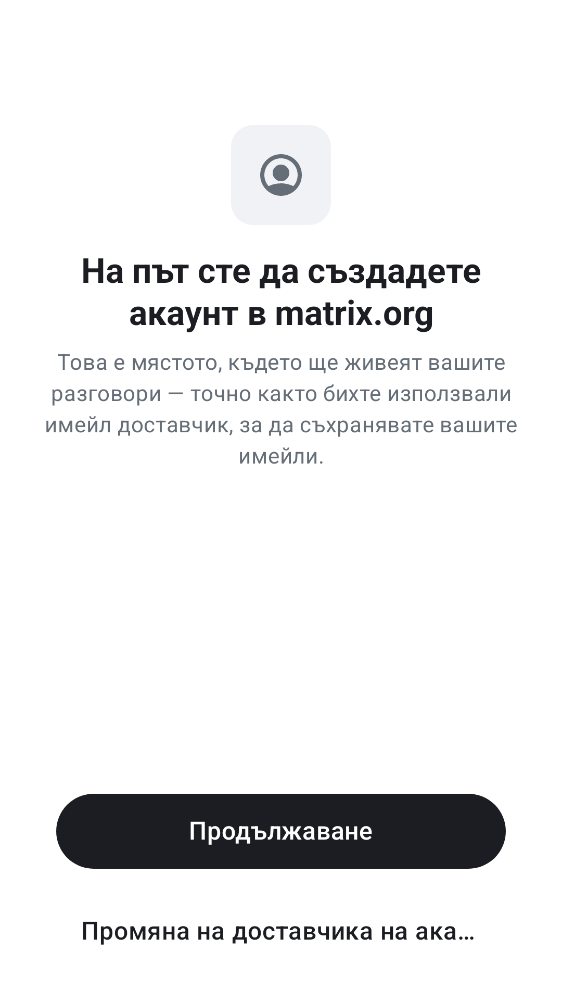 На път сте да създадете
акаунт в matrix.org
Това е мястото, където ще живеят вашите
разговори — точно както бихте използвали
имейл доставчик, за да съхранявате вашите
имейли.
Продължаване
Промяна на доставчика на ака…